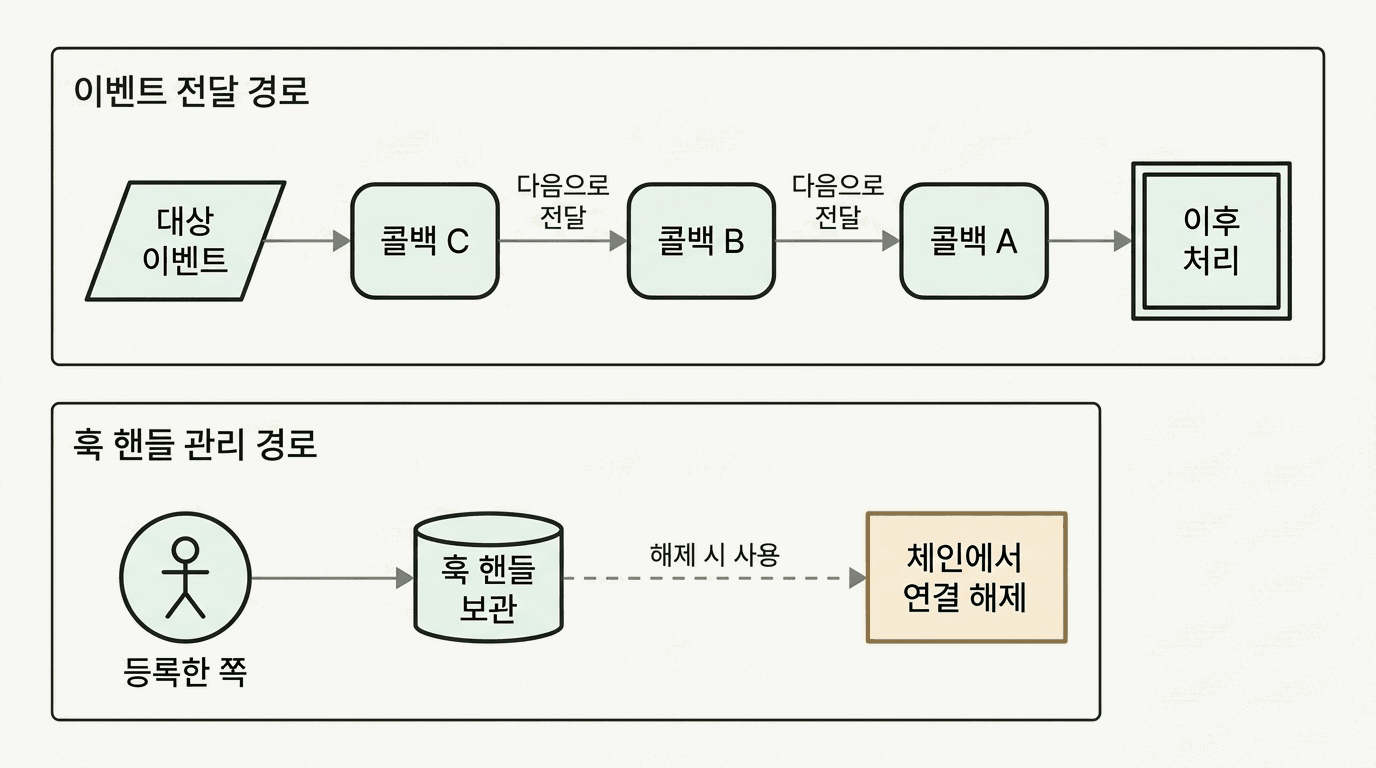 이벤트 전달 경로
대상
이벤트
콜백 C
다음으로
전달
콜백 B
다음으로
전달
콜백 A
이후
처리
훅 핸들 관리 경로
등록한 쪽
훅 핸들
보관
해제 시 사용
체인에서
연결 해제